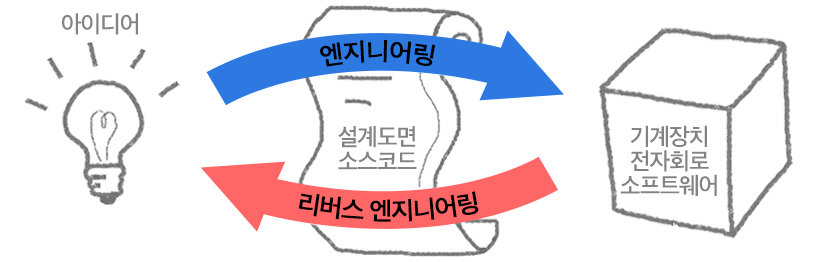 아이디어
엔지니어링
설계도면
소스코드
리버스 엔지니어링
기계장치
전자회로
소프트웨어